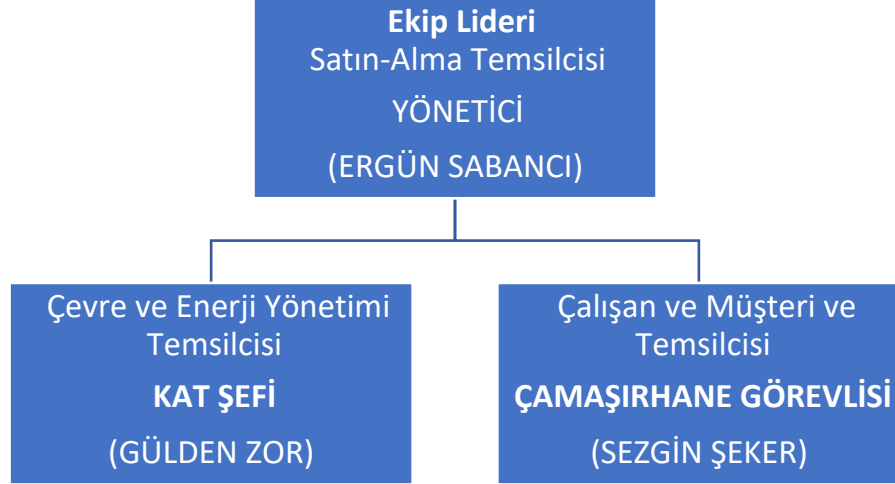 Ekip Lideri
Satın-Alma Temsilcisi
YÖNETİCİ
(ERGÜN SABANCI)
Çevre ve Enerji Yönetimi
Temsilcisi
KAT ŞEFİ
(GÜLDEN ZOR)
Çalışan ve Müşteri ve
Temsilcisi
ÇAMAŞIRHANE GÖREVLİSİ
(SEZGİN ŞEKER)